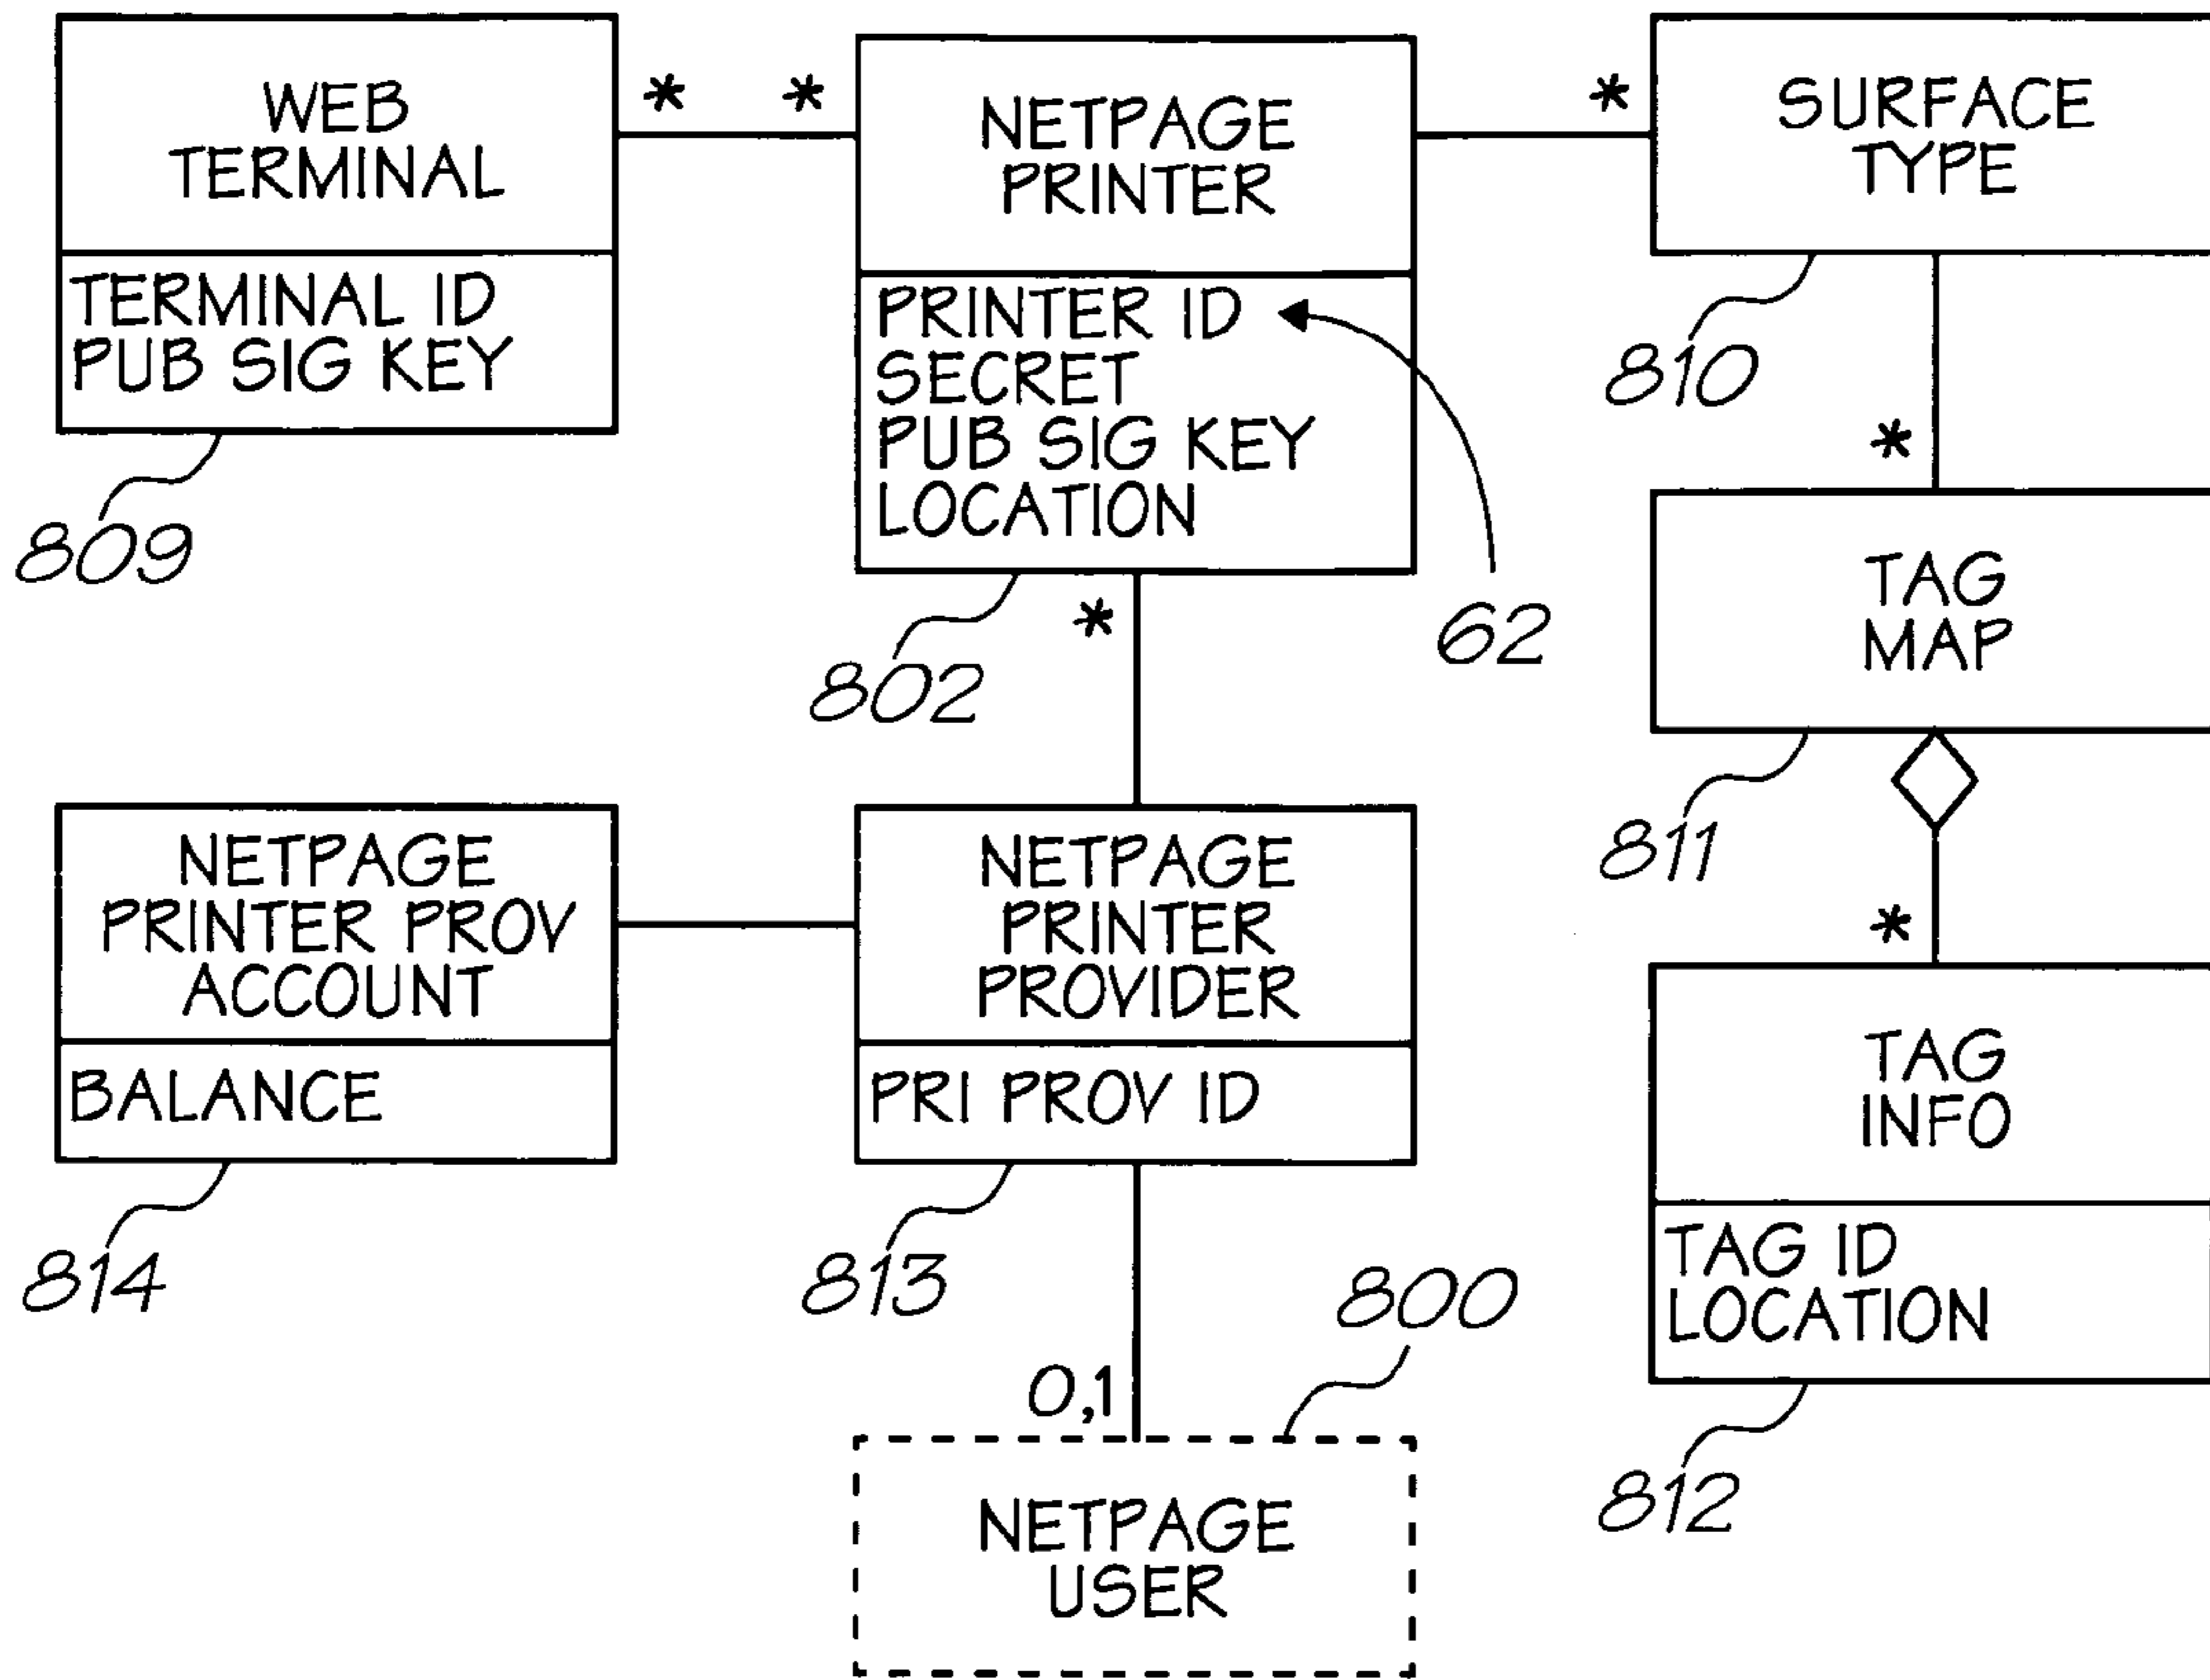 WEB
TERMINAL
TERMINAL ID
PUB SIG KEY
809
*
*
NETPAGE
PRINTER
PRINTER ID
SECRET
PUB SIG KEY
LOCATION
802
62
*
*
SURFACE
TYPE
810
*
TAG
MAP
811
*
TAG
INFO
TAG ID
LOCATION
812
NETPAGE
PRINTER PROV
ACCOUNT
BALANCE
814
NETPAGE
PRINTER
PROVIDER
PRI PROV ID
813
0,1
800
NETPAGE
USER